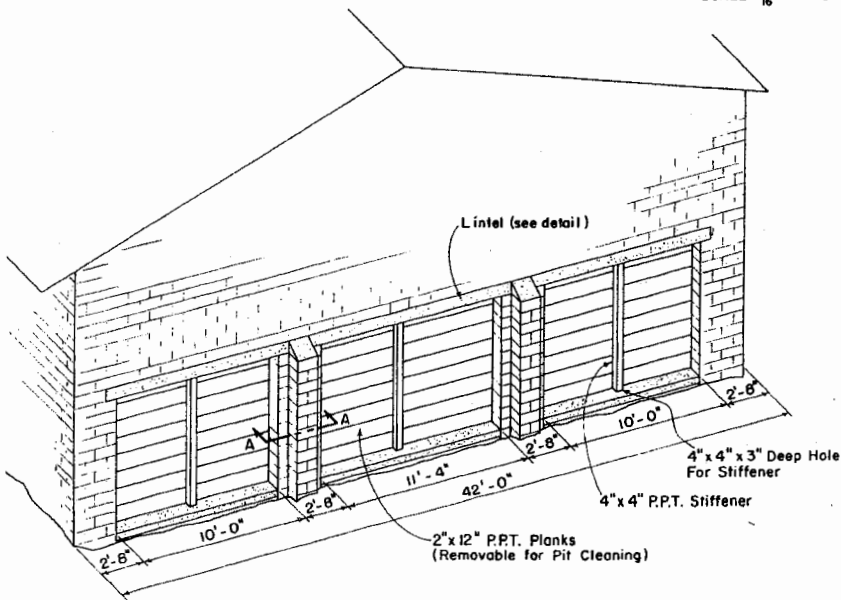 16
Lintel (see detail)
A
A
2'-8"
10'-0"
2'-8"
11'-4"
2'-8"
10'-0"
2'-8"
42'-0"
4"x 4"x 3" Deep Hole
For Stiffener
4"x 4" P.P.T. Stiffener
2"x 12" P.P.T. Planks
(Removable for Pit Cleaning)